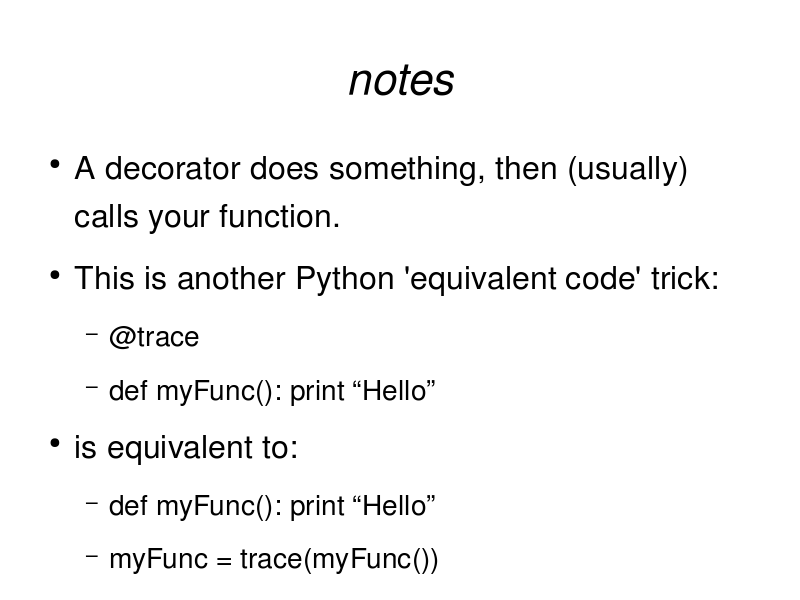 notes
• A decorator does something, then (usually)
calls your function.
• This is another Python 'equivalent code' trick:
– @trace
– def myFunc(): print “Hello”
• is equivalent to:
– def myFunc(): print “Hello”
– myFunc = trace(myFunc())